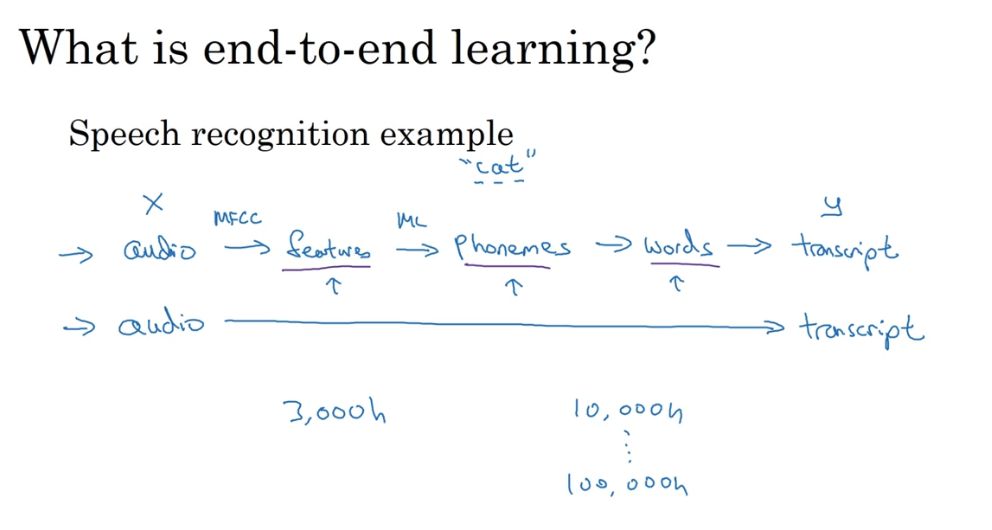 What is end-to-end learning?
Speech recognition example
"cat"
X MFCC ML y
→ audio → features → Phonemes → words → transcript
↑ ↑ ↑
→ audio → transcript
3,000h 10,000h
100,000h